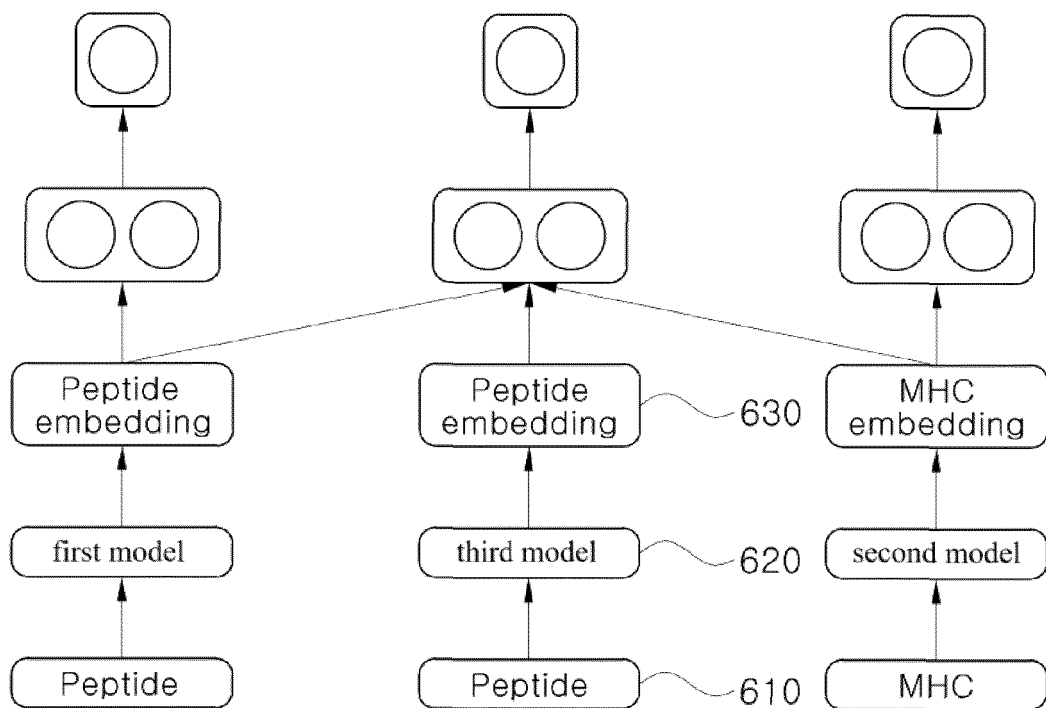 Peptide
embedding
Peptide
embedding
630
MHC
embedding
first model
third model
620
second model
Peptide
Peptide
610
MHC